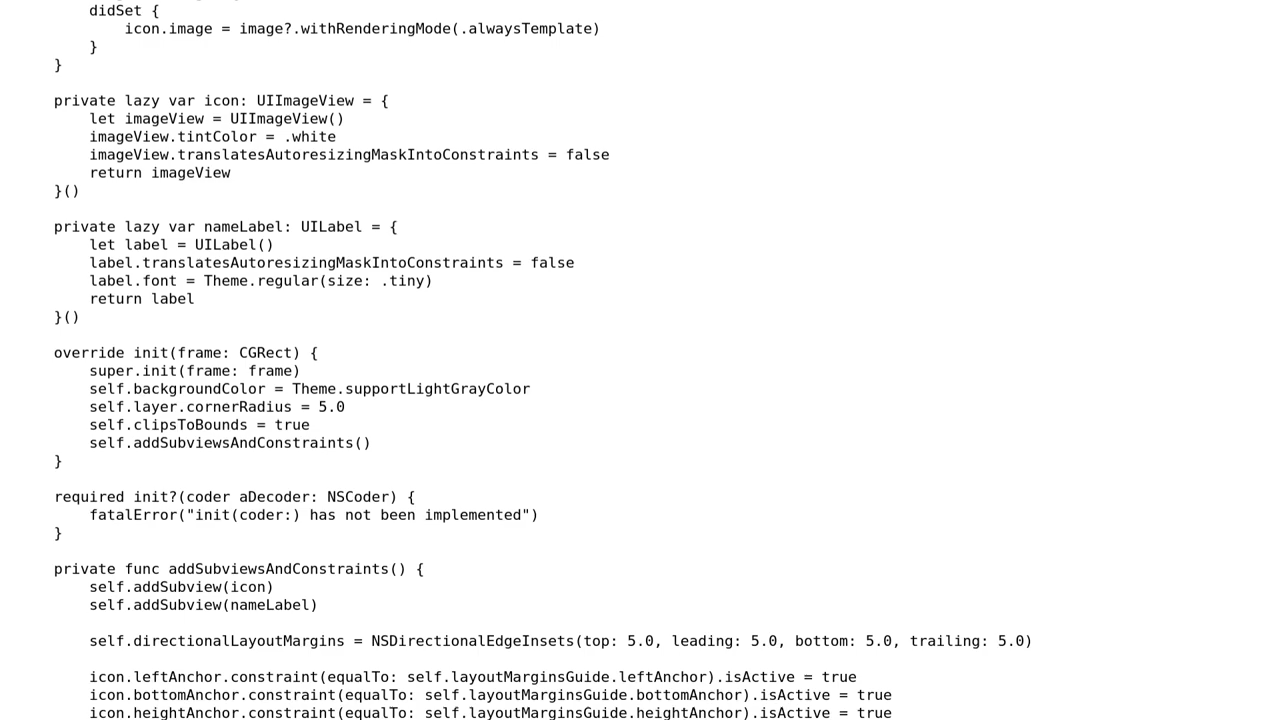 didSet {
icon.image = image?.withRenderingMode(.alwaysTemplate)
}
}
private lazy var icon: UIImageView = {
let imageView = UIImageView()
imageView.tintColor = .white
imageView.translatesAutoresizingMaskIntoConstraints = false
return imageView
}()
private lazy var nameLabel: UILabel = {
let label = UILabel()
label.translatesAutoresizingMaskIntoConstraints = false
label.font = Theme.regular(size: .tiny)
return label
}()
override init(frame: CGRect) {
super.init(frame: frame)
self.backgroundColor = Theme.supportLightGrayColor
self.layer.cornerRadius = 5.0
self.clipsToBounds = true
self.addSubviewsAndConstraints()
}
required init?(coder aDecoder: NSCoder) {
fatalError("init(coder:) has not been implemented")
}
private func addSubviewsAndConstraints() {
self.addSubview(icon)
self.addSubview(nameLabel)
self.directionalLayoutMargins = NSDirectionalEdgeInsets(top: 5.0, leading: 5.0, bottom: 5.0, trailing: 5.0)
icon.leftAnchor.constraint(equalTo: self.layoutMarginsGuide.leftAnchor).isActive = true
icon.bottomAnchor.constraint(equalTo: self.layoutMarginsGuide.bottomAnchor).isActive = true
icon.heightAnchor.constraint(equalTo: self.layoutMarginsGuide.heightAnchor).isActive = true